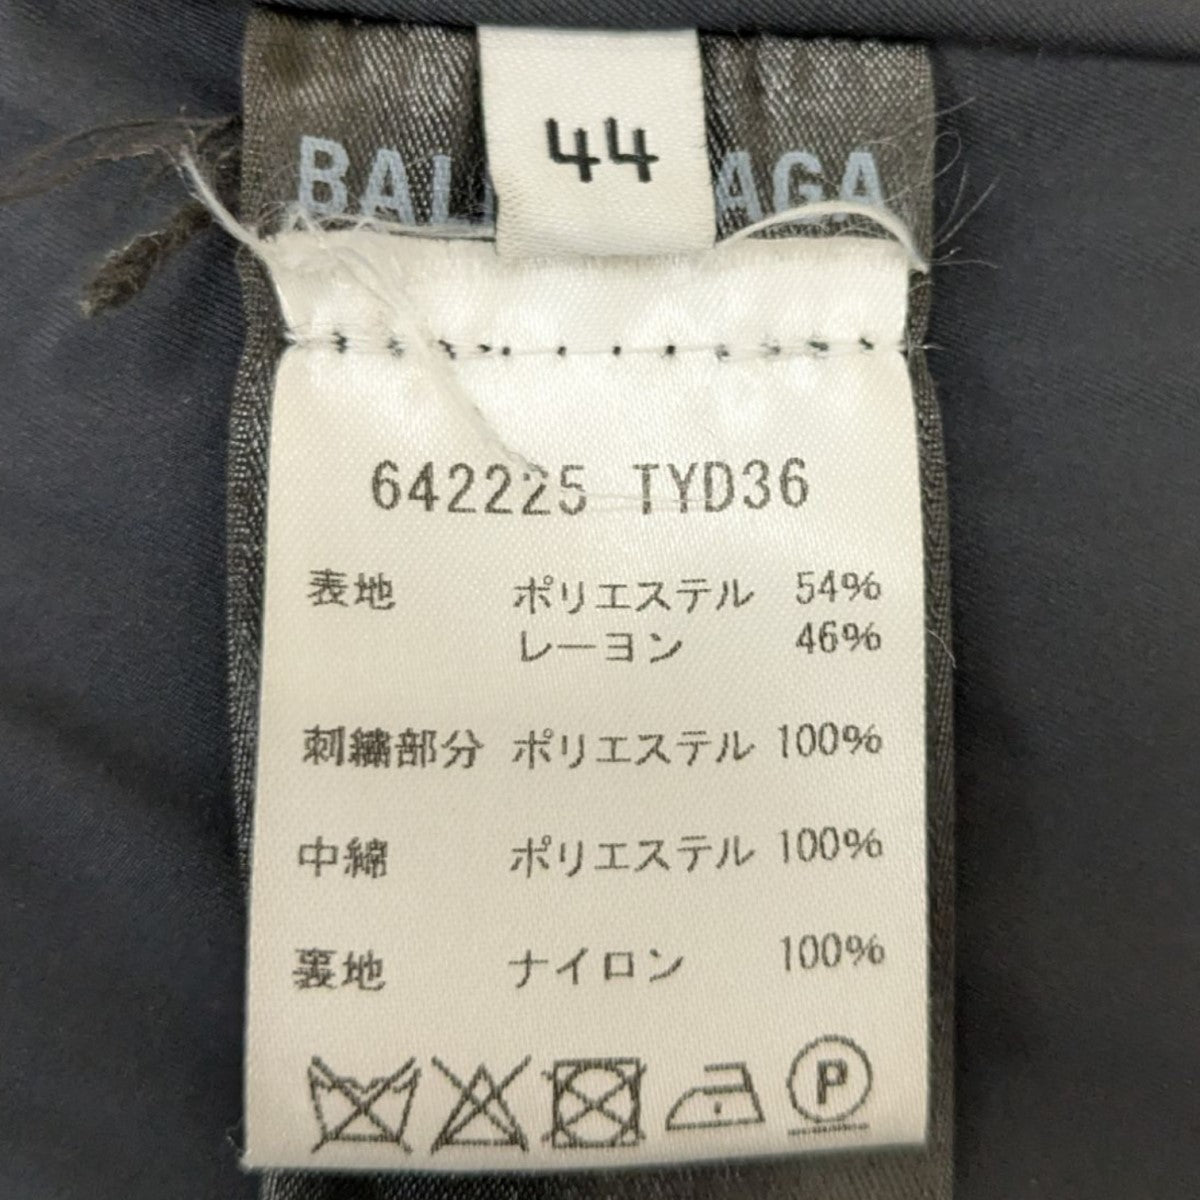 44
BAL AGA
642225 TYD36
表地 ポリエステル 54%
レーヨン 46%
刺繍部分 ポリエステル 100%
中綿 ポリエステル 100%
裏地 ナイロン 100%
P